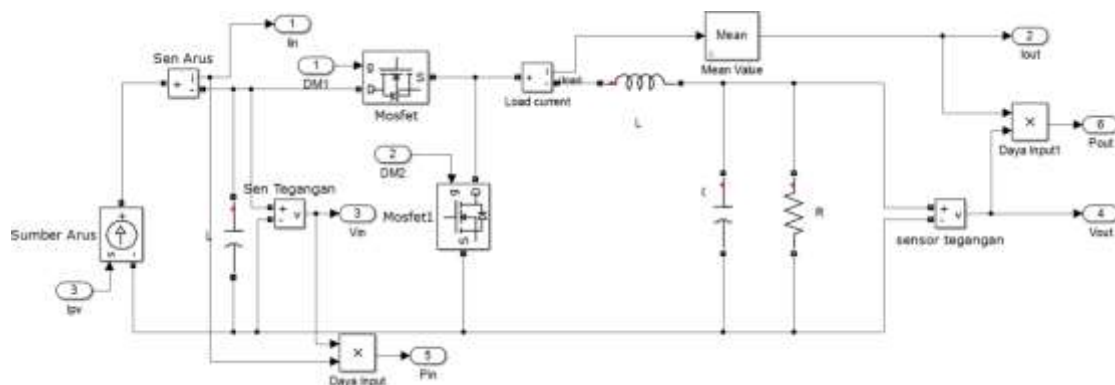 1
Iin
Sen Arus
+
i
-
1
DM1
g
D
S
Mosfet
+
i
-
Load current
Mean
Mean Value
2
Iout
L
×
Daya Input1
6
Pout
2
DM2
g
D
S
Mosfet1
Sen Tegangan
+
-
v
3
Vin
Sumber Arus
+
s
-
3
Ipv
R
+
-
v
sensor tegangan
4
Vout
×
Daya Input
5
Pin